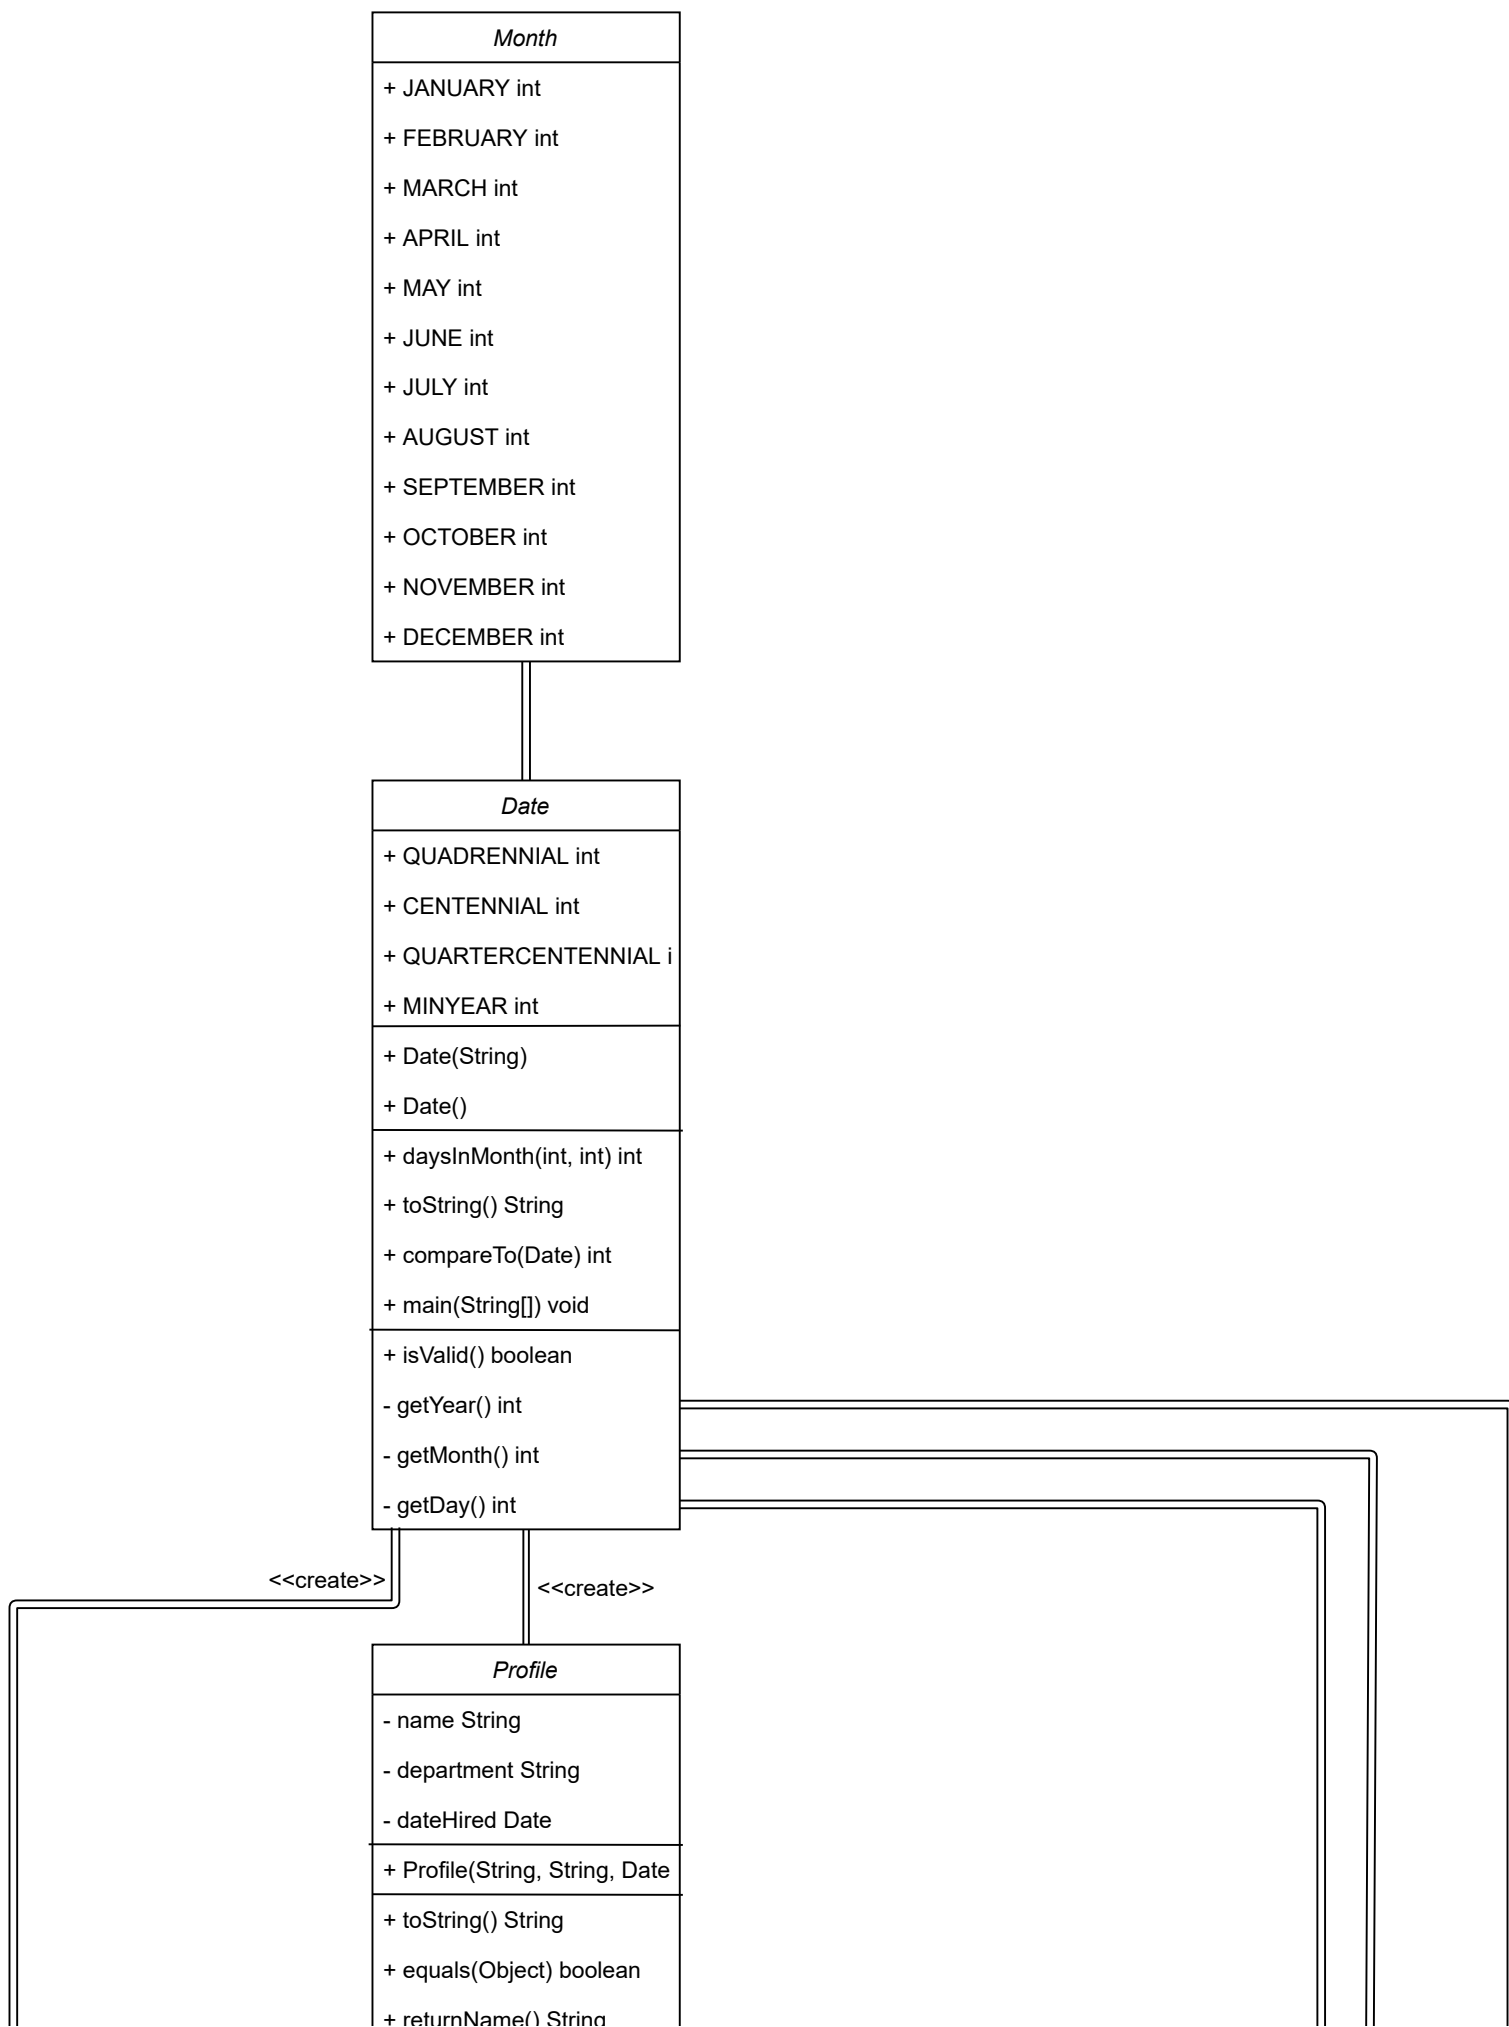 Month
+ JANUARY int
+ FEBRUARY int
+ MARCH int
+ APRIL int
+ MAY int
+ JUNE int
+ JULY int
+ AUGUST int
+ SEPTEMBER int
+ OCTOBER int
+ NOVEMBER int
+ DECEMBER int
Date
+ QUADRENNIAL int
+ CENTENNIAL int
+ QUARTERCENTENNIAL i
+ MINYEAR int
+ Date(String)
+ Date()
+ daysInMonth(int, int) int
+ toString() String
+ compareTo(Date) int
+ main(String[]) void
+ isValid() boolean
- getYear() int
- getMonth() int
- getDay() int
<<create>>
<<create>>
Profile
- name String
- department String
- dateHired Date
+ Profile(String, String, Date
+ toString() String
+ equals(Object) boolean
+ returnName() String